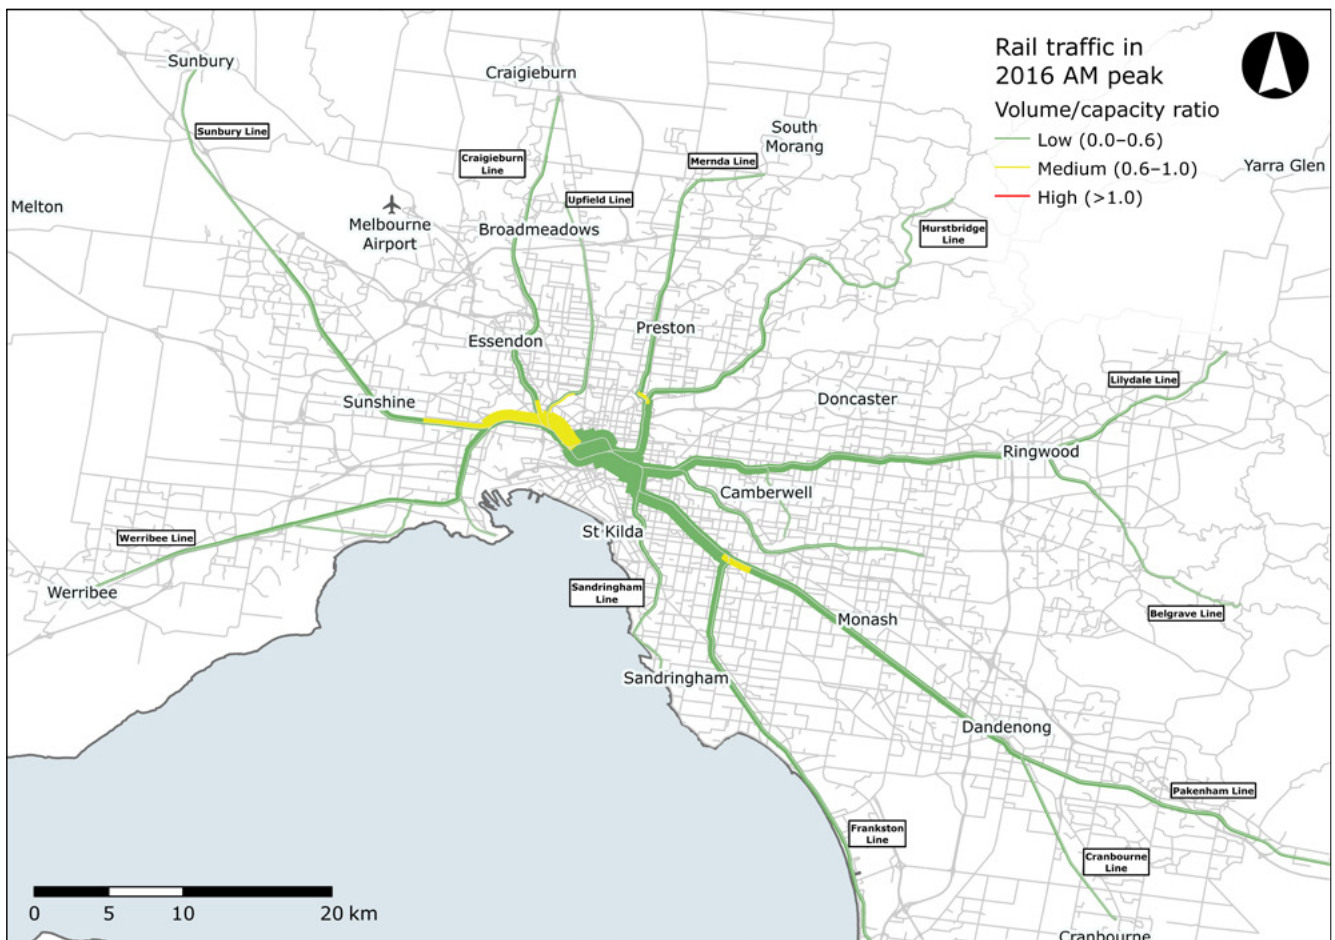 Rail traffic in
2016 AM peak
Volume/capacity ratio
Low (0.0–0.6)
Medium (0.6–1.0)
High (>1.0)
Sunbury
Craigieburn
Sunbury Line
Craigieburn
Line
South
Morang
Mernda Line
Yarra Glen
Upfield Line
Melton
Melbourne
Airport
Broadmeadows
Hurstbridge
Line
Essendon
Preston
Sunshine
Doncaster
Lilydale Line
Ringwood
Camberwell
Werribee Line
St Kilda
Werribee
Sandringham
Line
Belgrave Line
Monash
Sandringham
Dandenong
Pakenham Line
Frankston
Line
Cranbourne
Line
Cranbourne
0 5 10 20 km